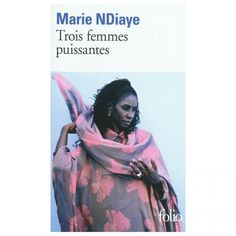 Marie NDiaye
Trois femmes
puissantes
folio